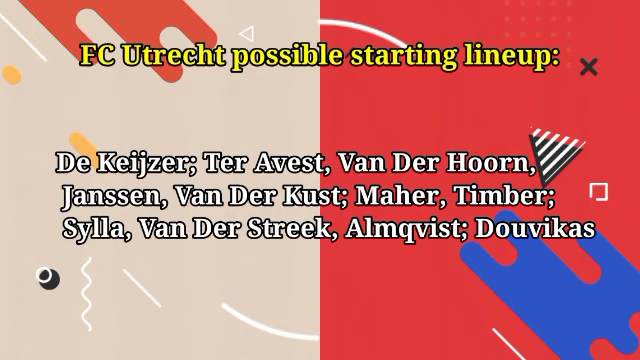 FC Utrecht possible starting lineup:
De Keijzer; Ter Avest, Van Der Hoorn,
Janssen, Van Der Kust; Maher, Timber;
Sylla, Van Der Streek, Almqvist; Douvikas